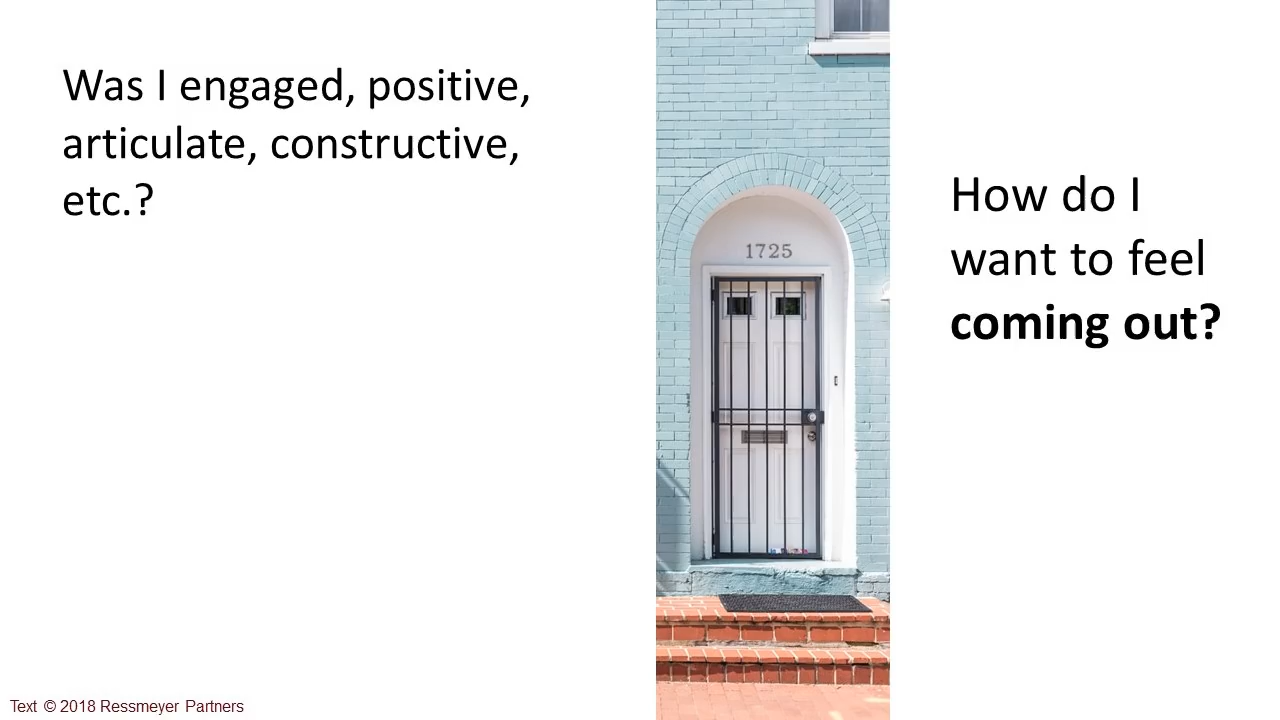 Was I engaged, positive,
articulate, constructive,
etc.?
1725
How do I
want to feel
coming out?
Text © 2018 Ressmeyer Partners